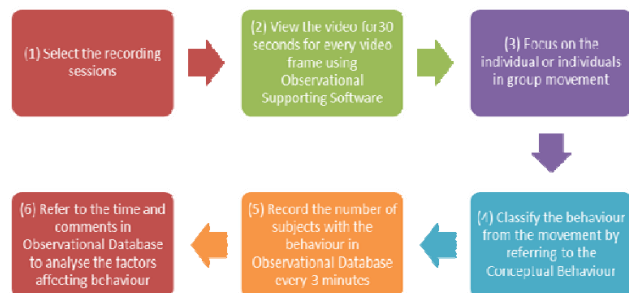 (1) Select the recording
sessions
(2) View the video for30
seconds for every video
frame using
Observational
Supporting Software
(3) Focus on the
individual or individuals
in group movement
(4) Classify the behaviour
from the movement by
referring to the
Conceptual Behaviour
(5) Record the number of
subjects with the
behaviour in
Observational Database
every 3 minutes
(6) Refer to the time and
comments in
Observational Database
to analyse the factors
affecting behaviour